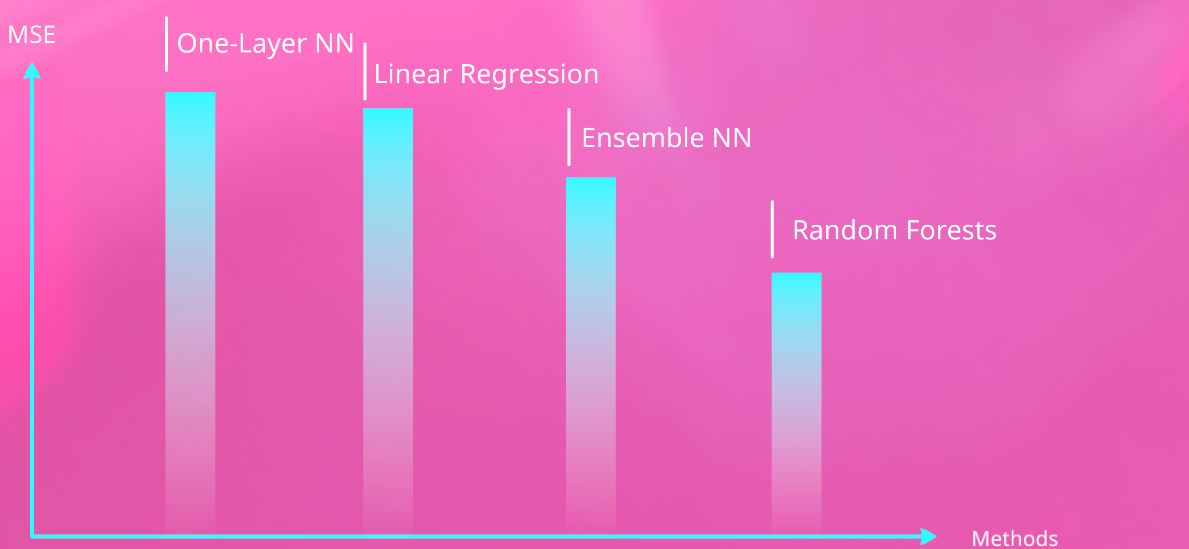 MSE
One-Layer NN
Linear Regression
Ensemble NN
Random Forests
Methods